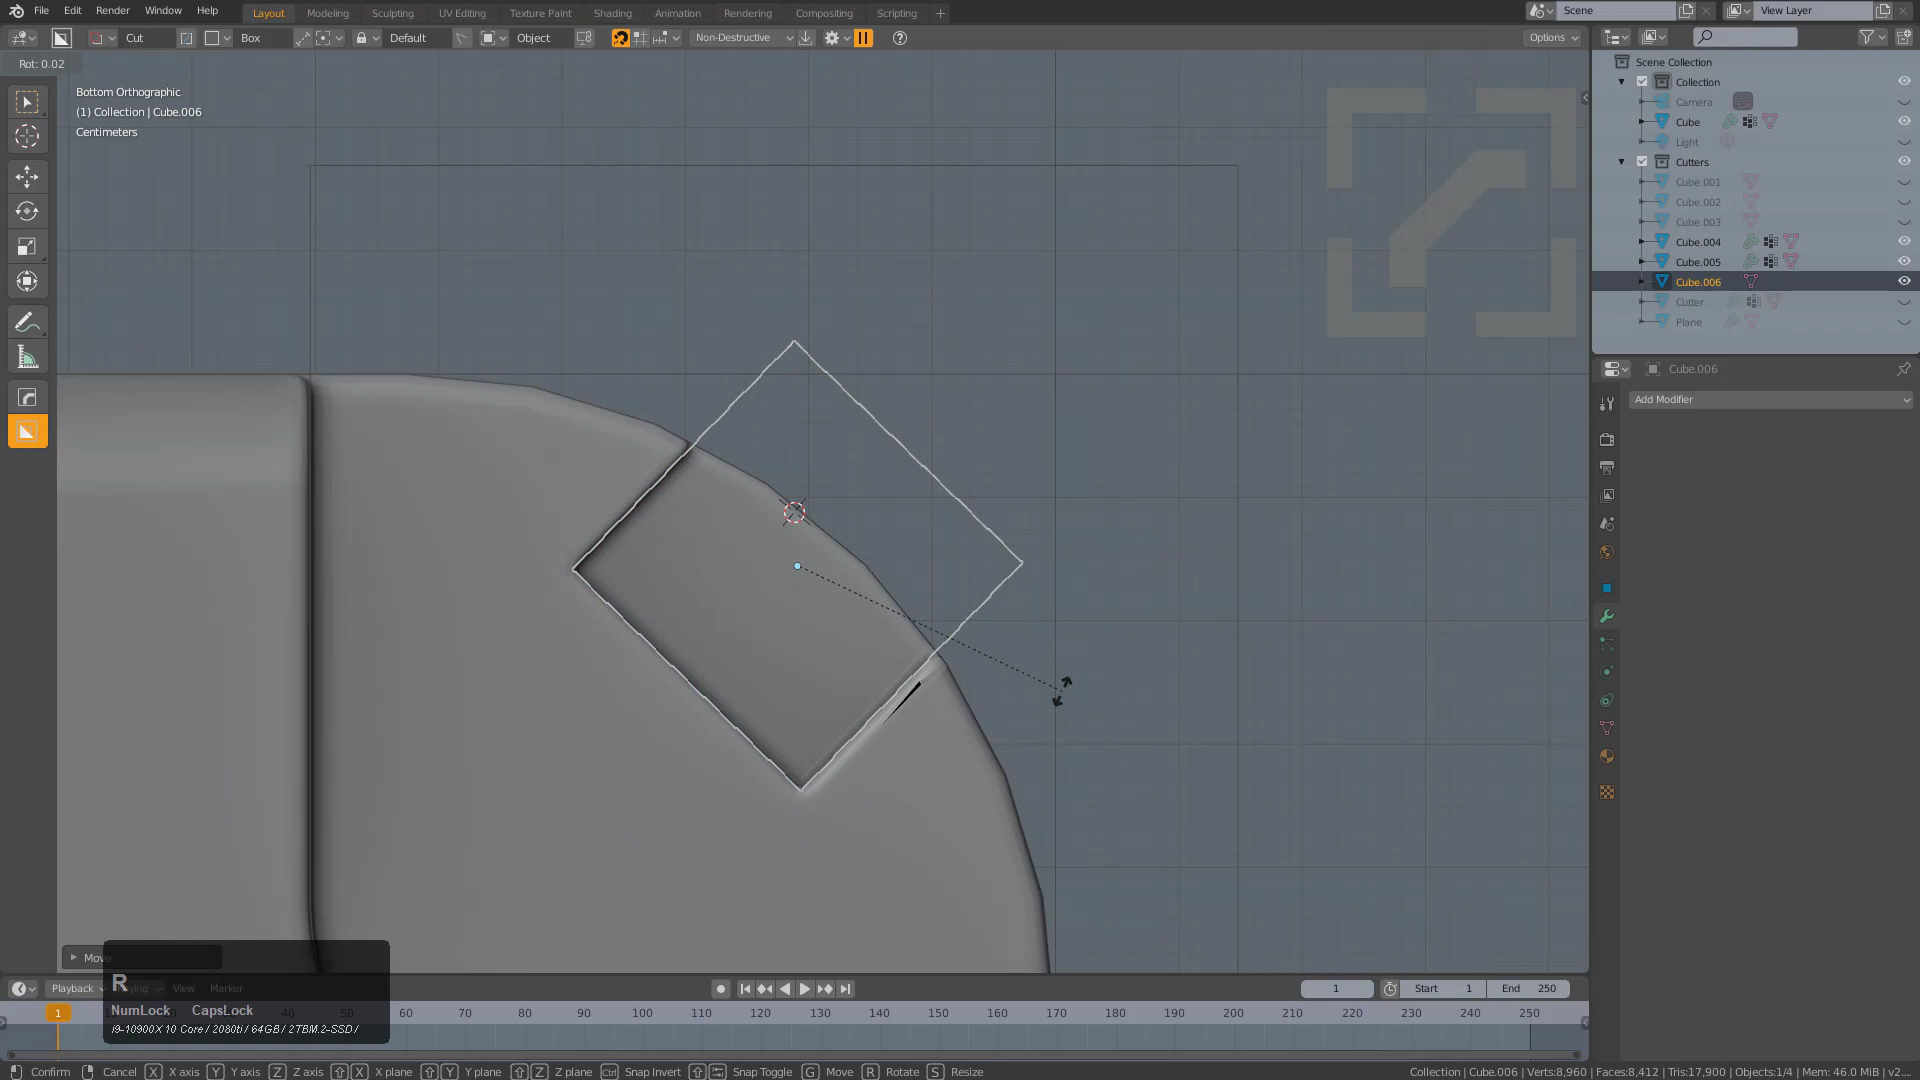 File Edit Render Window Help Layout Modeling Sculpting UV Editing Texture Paint Shading Animation Rendering Compositing Scripting Scene View Layer
Cut Box Default Object Non-Destructive Options
Rot: 0.02
Bottom Orthographic
(1) Collection | Cube.006
Centimeters
Scene Collection
Collection
Camera
Cube
Light
Cutters
Cube.001
Cube.002
Cube.003
Cube.004
Cube.005
Cube.006
Cutter
Plane
Cube.006
Add Modifier
Move
R
NumLock CapsLock
i9-10900X 10 Core / 2080ti / 64GB / 2TBM.2-SSD /
Playback View Marker 1 Start 1 End 250
1 40 50 60 70 80 90 100 110 120 130 140 150 160 170 180 190 200 210 220 230 240 250
Confirm Cancel X X axis Y Y axis Z Z axis X X plane Y Y plane Z Z plane Ctrl Snap Invert Snap Toggle G Move R Rotate S Resize Collection | Cube.006 | Verts:8,960 | Faces:8,412 | Tris:17,900 | Objects:1/4 | Mem: 46.0 MiB | v2....